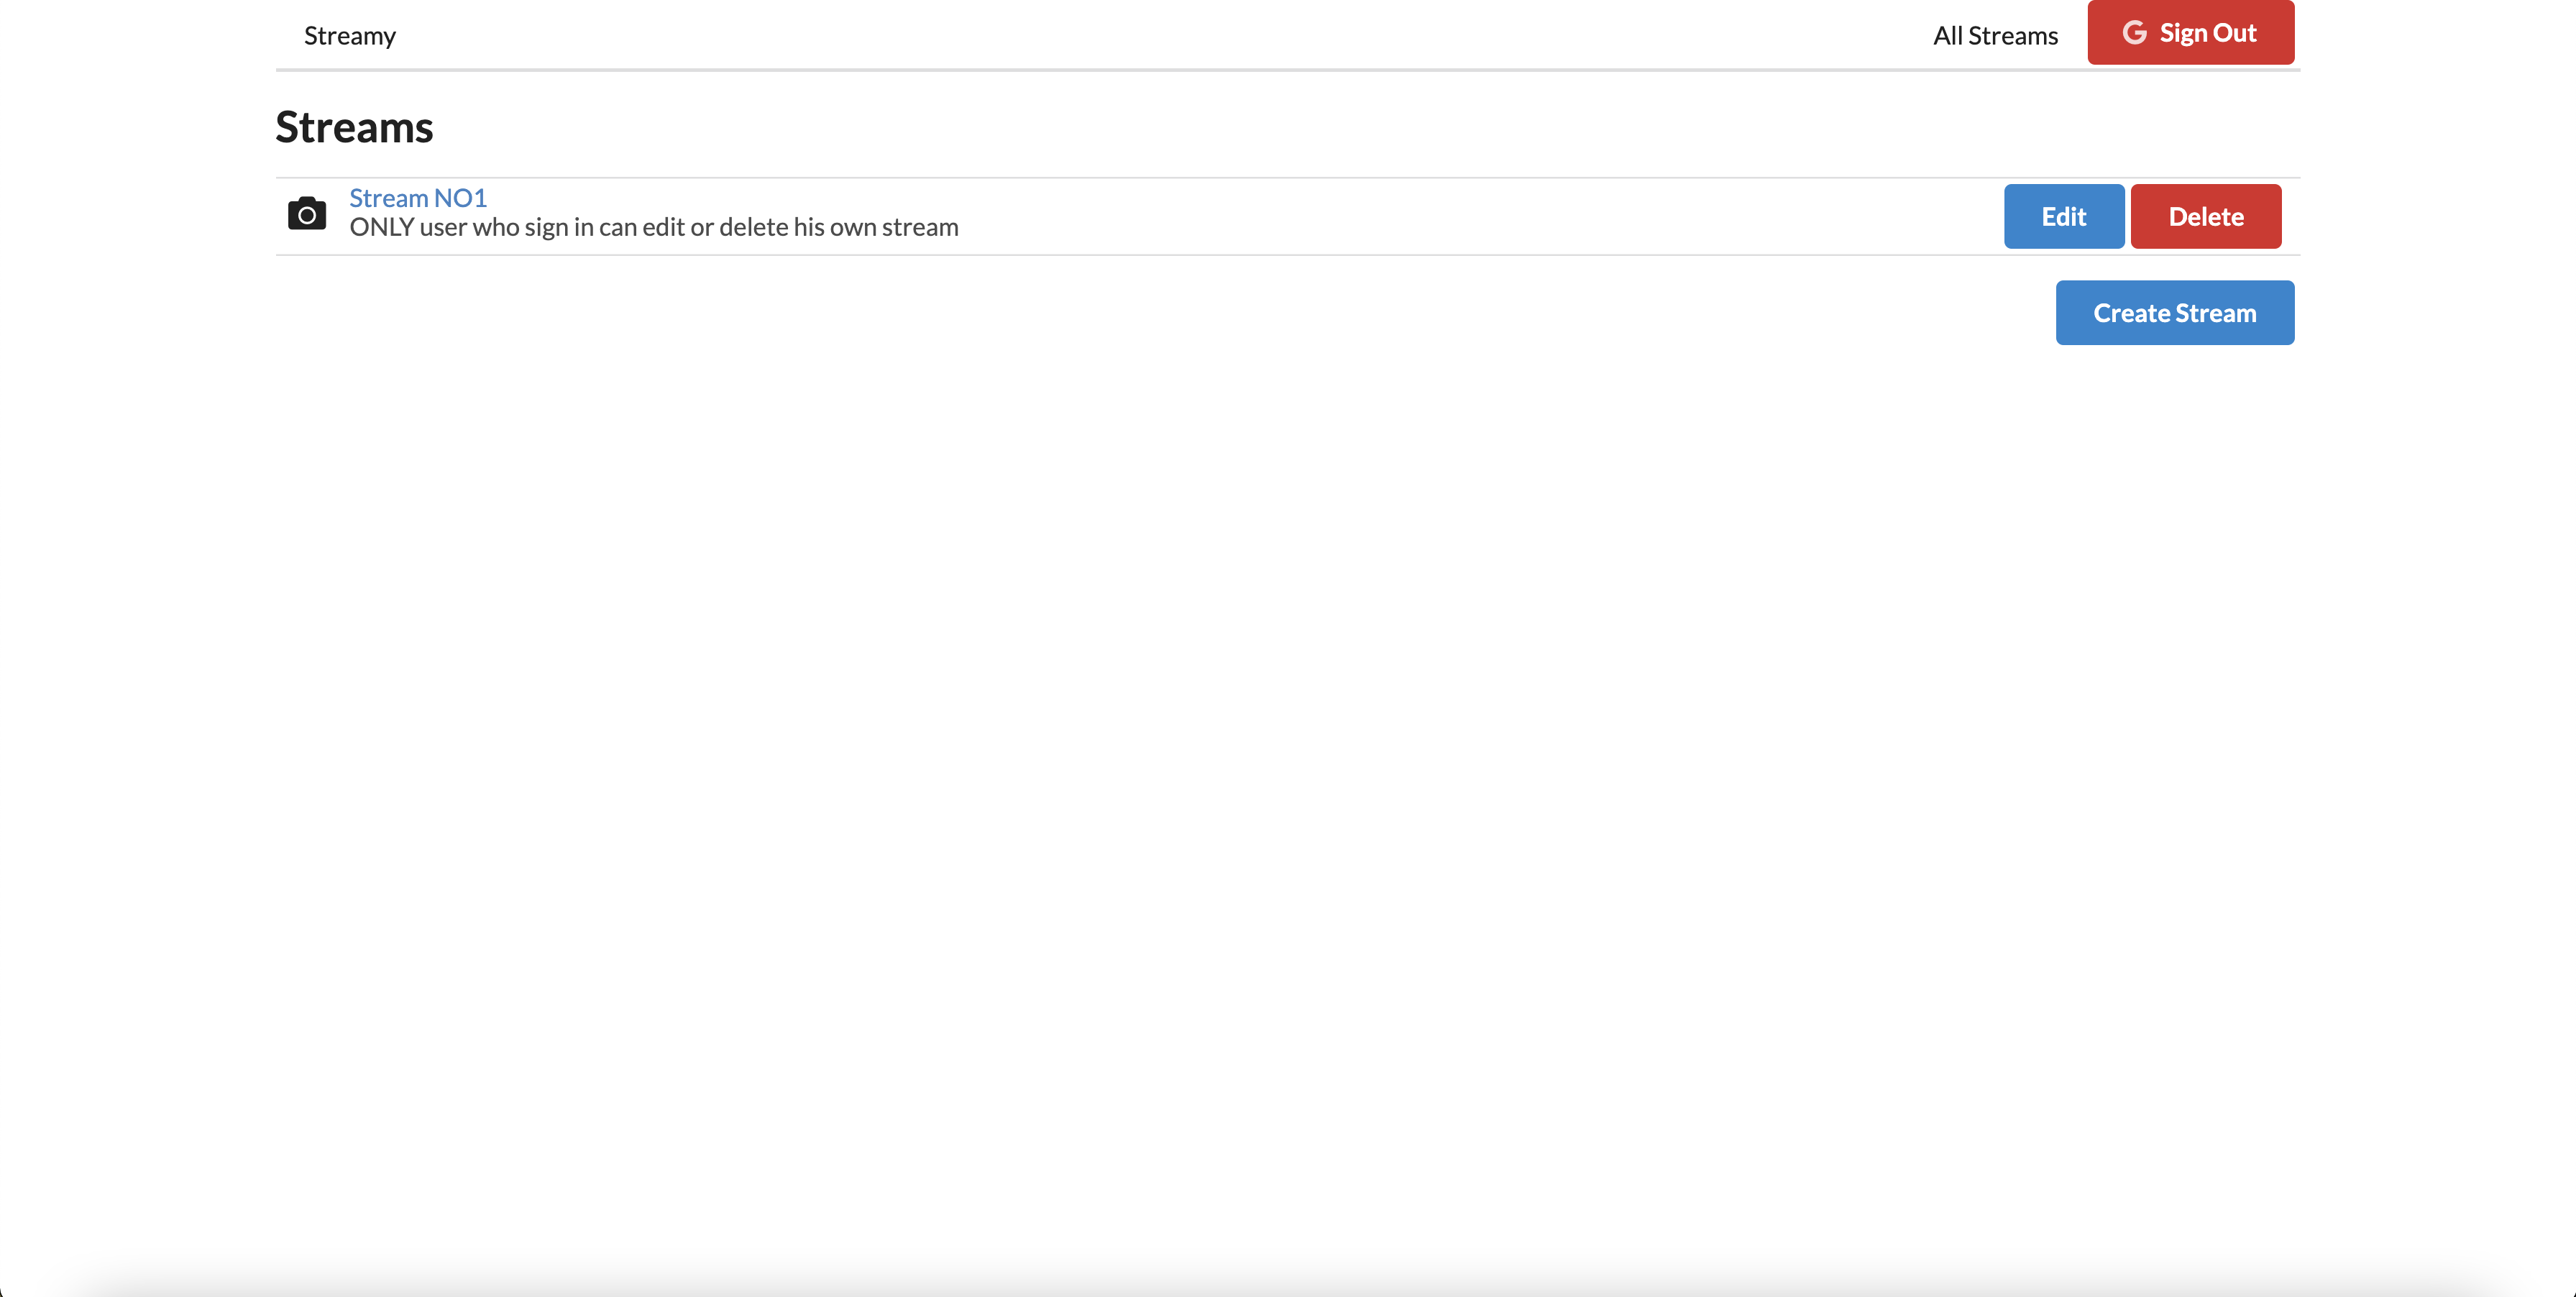 Streamy
All Streams
Sign Out
Streams
Stream NO1
ONLY user who sign in can edit or delete his own stream
Edit
Delete
Create Stream